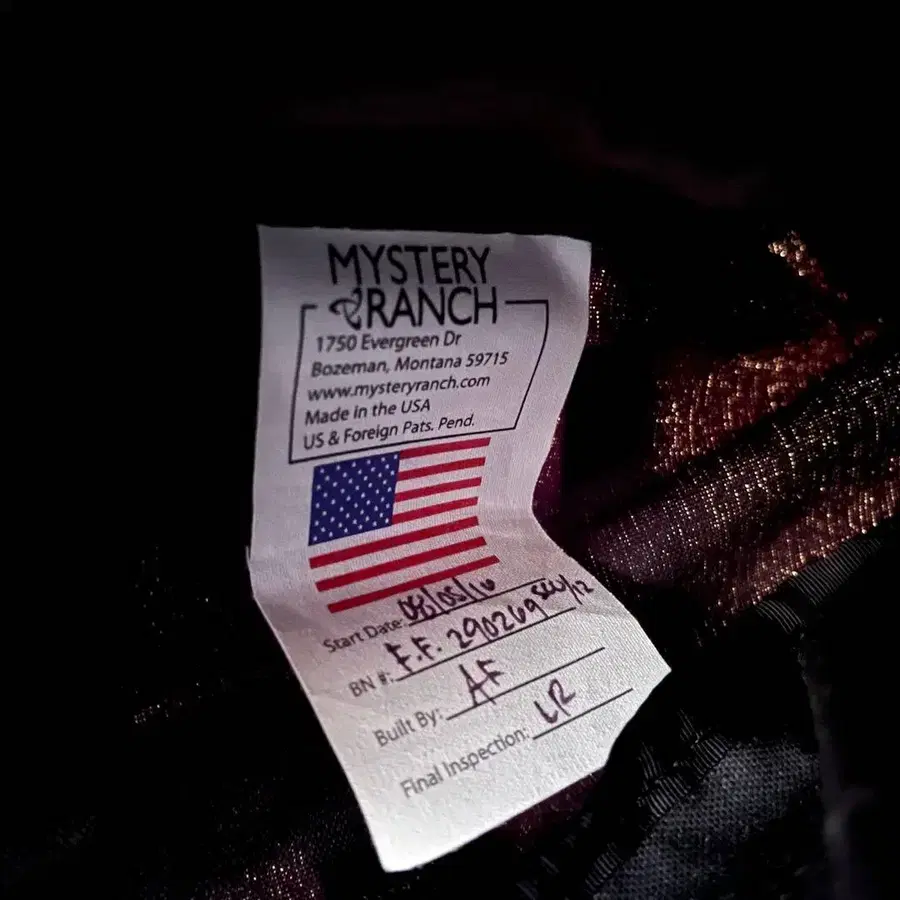 MYSTERY
RANCH
1750 Evergreen Dr
Bozeman, Montana 59715
www.mysteryranch.com
Made in the USA
US & Foreign Pats. Pend.
Start Date: 08/05/16
BN #: F.F. 290269
Built By: AF
Final Inspection: LR